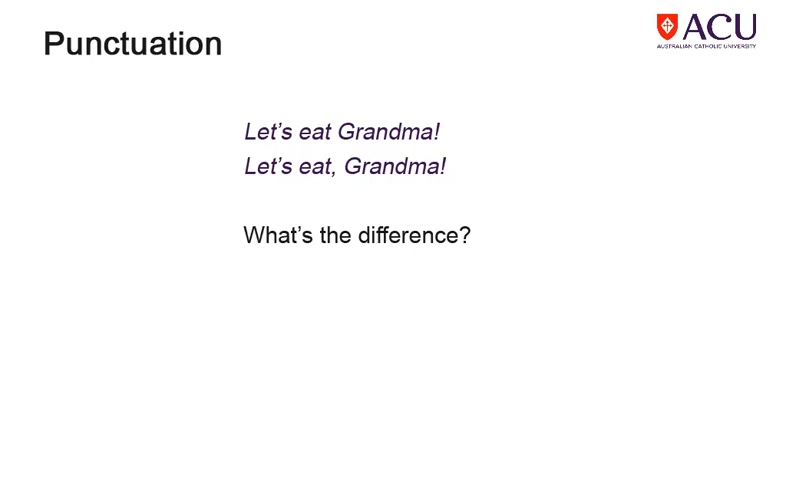 Punctuation
ACU
AUSTRALIAN CATHOLIC UNIVERSITY
Let’s eat Grandma!
Let’s eat, Grandma!
What’s the difference?